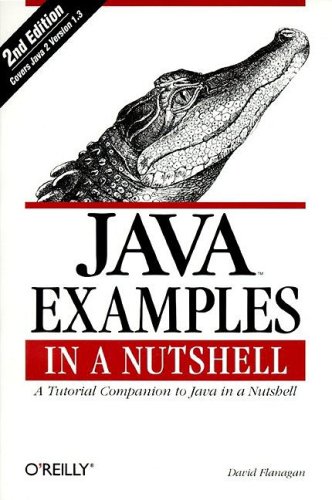 2nd Edition
Covers Java 2 Version 1.3
JAVA™
EXAMPLES
IN A NUTSHELL
A Tutorial Companion to Java in a Nutshell
O'REILLY®
David Flanagan